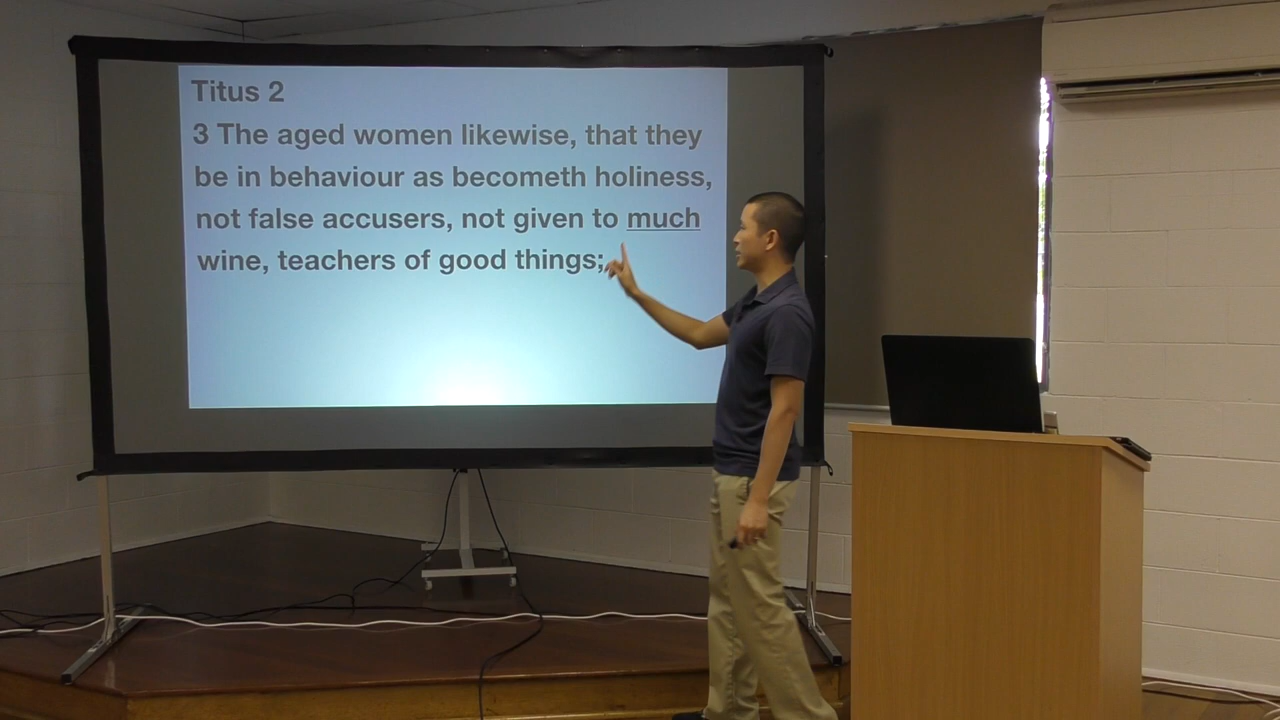 Titus 2
3 The aged women likewise, that they
be in behaviour as becometh holiness,
not false accusers, not given to much
wine, teachers of good things;